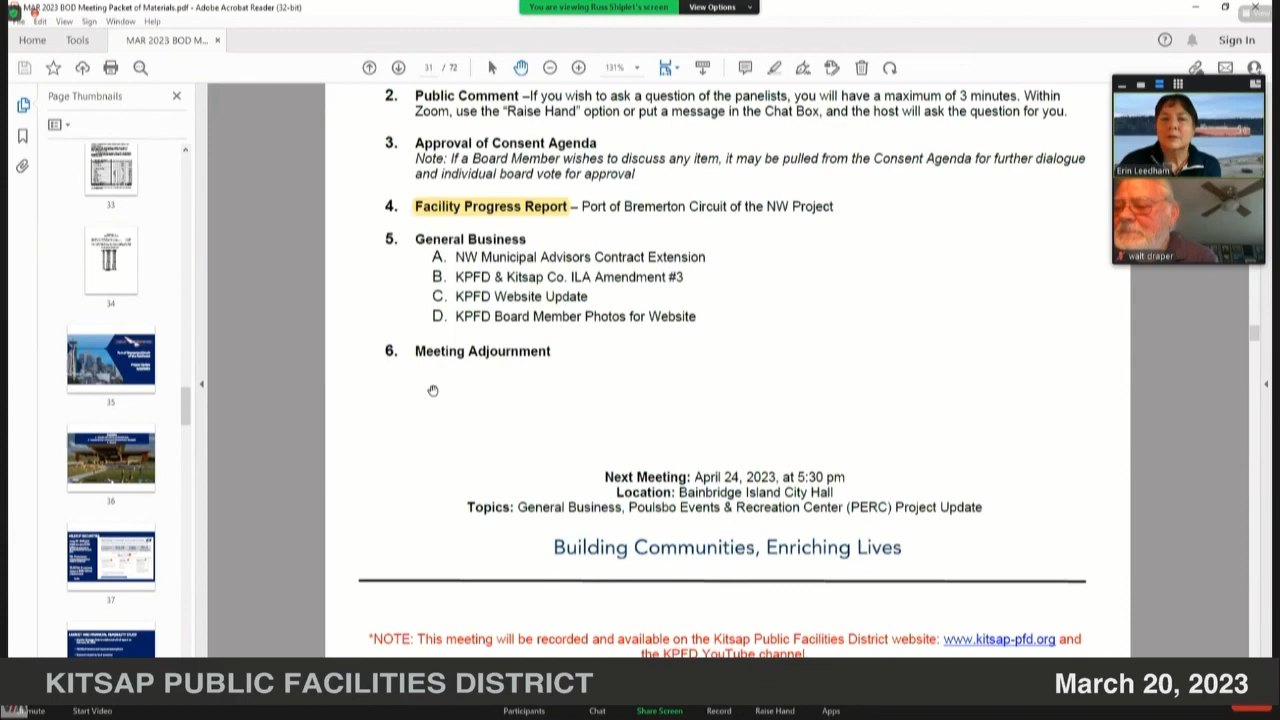 MAR 2023 BOD Meeting Packet of Materials.pdf - Adobe Acrobat Reader (32-bit)
You are viewing Russ Shiplet's screen
View Options
Edit View Sign Window Help
View
Home Tools MAR 2023 BOD M... ×
Sign In
31 / 72
131%
Page Thumbnails
33
34
35
36
37
2. Public Comment –If you wish to ask a question of the panelists, you will have a maximum of 3 minutes. Within
Zoom, use the “Raise Hand” option or put a message in the Chat Box, and the host will ask the question for you.
3. Approval of Consent Agenda
Note: If a Board Member wishes to discuss any item, it may be pulled from the Consent Agenda for further dialogue
and individual board vote for approval
4. Facility Progress Report – Port of Bremerton Circuit of the NW Project
5. General Business
A. NW Municipal Advisors Contract Extension
B. KPFD & Kitsap Co. ILA Amendment #3
C. KPFD Website Update
D. KPFD Board Member Photos for Website
6. Meeting Adjournment
Next Meeting: April 24, 2023, at 5:30 pm
Location: Bainbridge Island City Hall
Topics: General Business, Poulsbo Events & Recreation Center (PERC) Project Update
Building Communities, Enriching Lives
*NOTE: This meeting will be recorded and available on the Kitsap Public Facilities District website: www.kitsap-pfd.org and
the KPFD YouTube channel
Erin Leedham
walt draper
KITSAP PUBLIC FACILITIES DISTRICT
March 20, 2023
Start Video Participants Chat Share Screen Record Raise Hand Apps